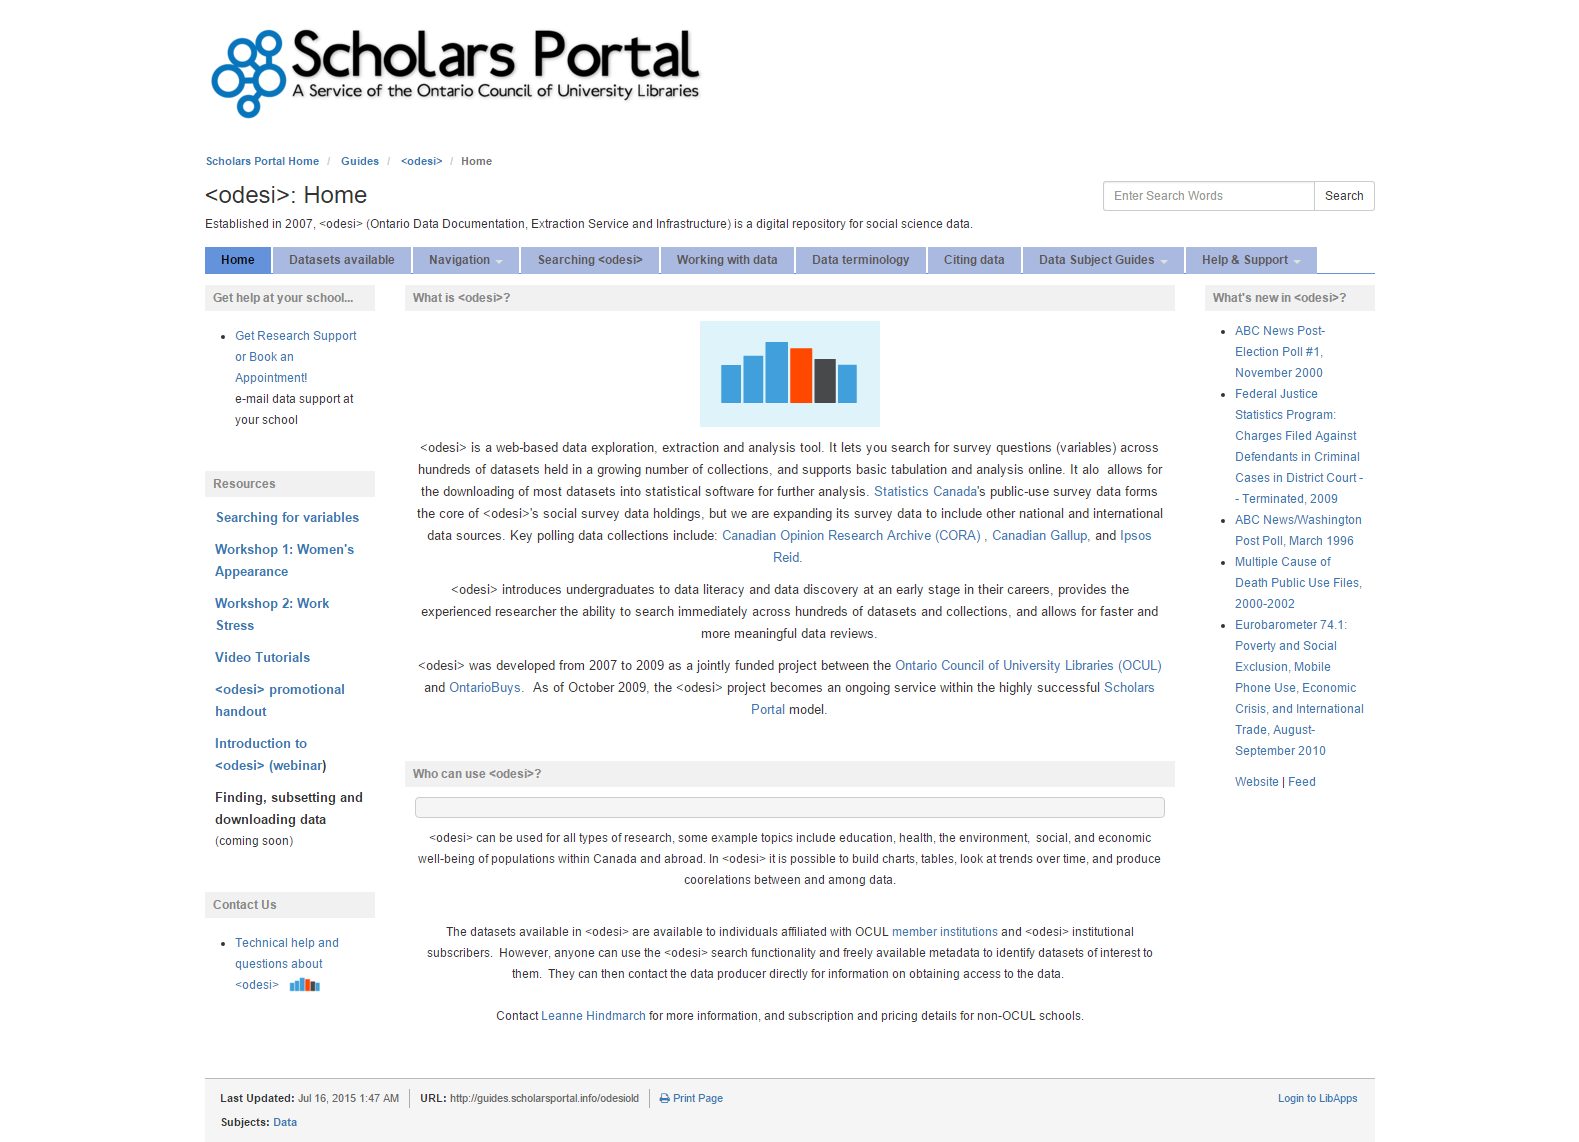 Scholars Portal
A Service of the Ontario Council of University Libraries
Scholars Portal Home / Guides / <odesi> / Home
<odesi>: Home
Enter Search Words Search
Established in 2007, <odesi> (Ontario Data Documentation, Extraction Service and Infrastructure) is a digital repository for social science data.
Home Datasets available Navigation Searching <odesi> Working with data Data terminology Citing data Data Subject Guides Help & Support
Get help at your school...
Get Research Support
or Book an
Appointment!
e-mail data support at
your school
Resources
Searching for variables
Workshop 1: Women's
Appearance
Workshop 2: Work
Stress
Video Tutorials
<odesi> promotional
handout
Introduction to
<odesi> (webinar)
Finding, subsetting and
downloading data
(coming soon)
Contact Us
Technical help and
questions about
<odesi>
What is <odesi>?
<odesi> is a web-based data exploration, extraction and analysis tool. It lets you search for survey questions (variables) across
hundreds of datasets held in a growing number of collections, and supports basic tabulation and analysis online. It alo  allows for
the downloading of most datasets into statistical software for further analysis. Statistics Canada's public-use survey data forms
the core of <odesi>'s social survey data holdings, but we are expanding its survey data to include other national and international
data sources. Key polling data collections include: Canadian Opinion Research Archive (CORA) , Canadian Gallup, and Ipsos
Reid.
<odesi> introduces undergraduates to data literacy and data discovery at an early stage in their careers, provides the
experienced researcher the ability to search immediately across hundreds of datasets and collections, and allows for faster and
more meaningful data reviews.
<odesi> was developed from 2007 to 2009 as a jointly funded project between the Ontario Council of University Libraries (OCUL)
and OntarioBuys.  As of October 2009, the <odesi> project becomes an ongoing service within the highly successful Scholars
Portal model.
Who can use <odesi>?
<odesi> can be used for all types of research, some example topics include education, health, the environment,  social, and economic
well-being of populations within Canada and abroad. In <odesi> it is possible to build charts, tables, look at trends over time, and produce
coorelations between and among data.
The datasets available in <odesi> are available to individuals affiliated with OCUL member institutions and <odesi> institutional
subscribers.  However, anyone can use the <odesi> search functionality and freely available metadata to identify datasets of interest to
them.  They can then contact the data producer directly for information on obtaining access to the data.
Contact Leanne Hindmarch for more information, and subscription and pricing details for non-OCUL schools.
What's new in <odesi>?
ABC News Post-
Election Poll #1,
November 2000
Federal Justice
Statistics Program:
Charges Filed Against
Defendants in Criminal
Cases in District Court -
- Terminated, 2009
ABC News/Washington
Post Poll, March 1996
Multiple Cause of
Death Public Use Files,
2000-2002
Eurobarometer 74.1:
Poverty and Social
Exclusion, Mobile
Phone Use, Economic
Crisis, and International
Trade, August-
September 2010
Website | Feed
Last Updated: Jul 16, 2015 1:47 AM URL: http://guides.scholarsportal.info/odesiold Print Page Login to LibApps
Subjects: Data